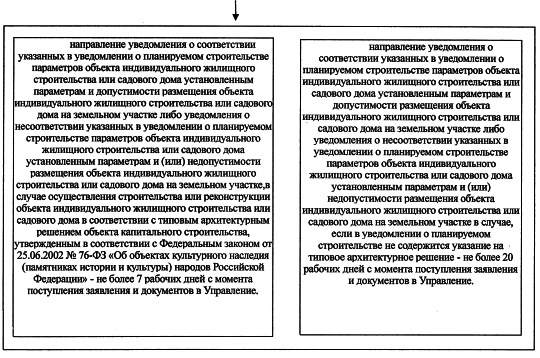 направление уведомления о соответствии
указанных в уведомлении о планируемом строительстве
параметров объекта индивидуального жилищного
строительства или садового дома установленным
параметрам и допустимости размещения объекта
индивидуального жилищного строительства или садового
дома на земельном участке либо уведомления о
несоответствии указанных в уведомлении о планируемом
строительстве параметров объекта индивидуального
жилищного строительства или садового дома
установленным параметрам и (или) недопустимости
размещения объекта индивидуального жилищного
строительства или садового дома на земельном участке,в
случае осуществления строительства или реконструкции
объекта индивидуального жилищного строительства или
садового дома в соответствии с типовым архитектурным
решением объекта капитального строительства,
утвержденным в соответствии с Федеральным законом от
25.06.2002 № 76-ФЗ «Об объектах культурного наследия
(памятниках истории и культуры) народов Российской
Федерации» - не более 7 рабочих дней с момента
поступления заявления и документов в Управление.
направление уведомления о
соответствии указанных в уведомлении о
планируемом строительстве параметров объекта
индивидуального жилищного строительства или
садового дома установленным параметрам и
допустимости размещения объекта
индивидуального жилищного строительства или
садового дома на земельном участке либо
уведомления о несоответствии указанных в
уведомлении о планируемом строительстве
параметров объекта индивидуального
жилищного строительства или садового дома
установленным параметрам и (или)
недопустимости размещения объекта
индивидуального жилищного строительства или
садового дома на земельном участке в случае,
если в уведомлении о планируемом
строительстве не содержится указание на
типовое архитектурное решение - не более 20
рабочих дней с момента поступления заявления
и документов в Управление.